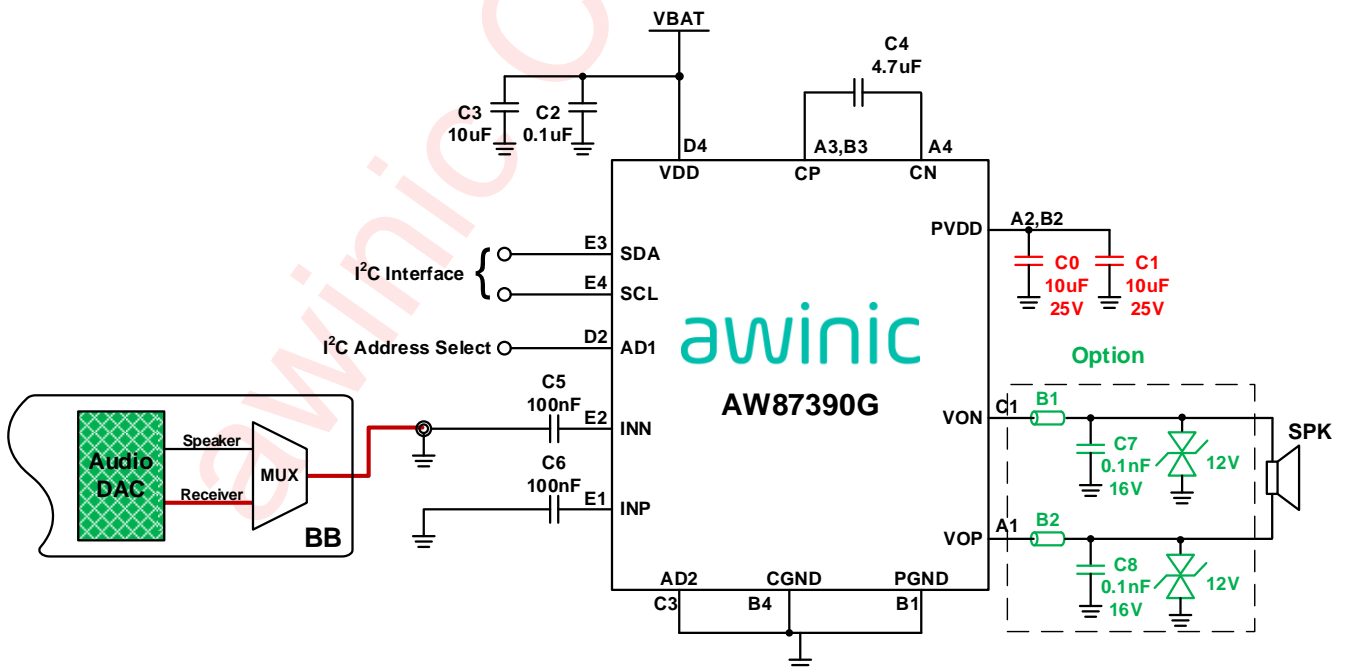 VBAT
C4
4.7uF
C3
10uF
C2
0.1uF
D4
A3,B3
A4
VDD
CP
CN
PVDD
A2,B2
C0
10uF
25V
C1
10uF
25V
I²C Interface
{
E3
SDA
E4
SCL
I²C Address Select
D2
AD1
awinic
AW87390G
Option
C5
100nF
E2
INN
C6
100nF
E1
INP
Audio
DAC
Speaker
Receiver
MUX
BB
VON
C1
B1
C7
0.1nF
16V
12V
SPK
VOP
A1
B2
C8
0.1nF
16V
12V
AD2
CGND
PGND
C3
B4
B1
awinic C